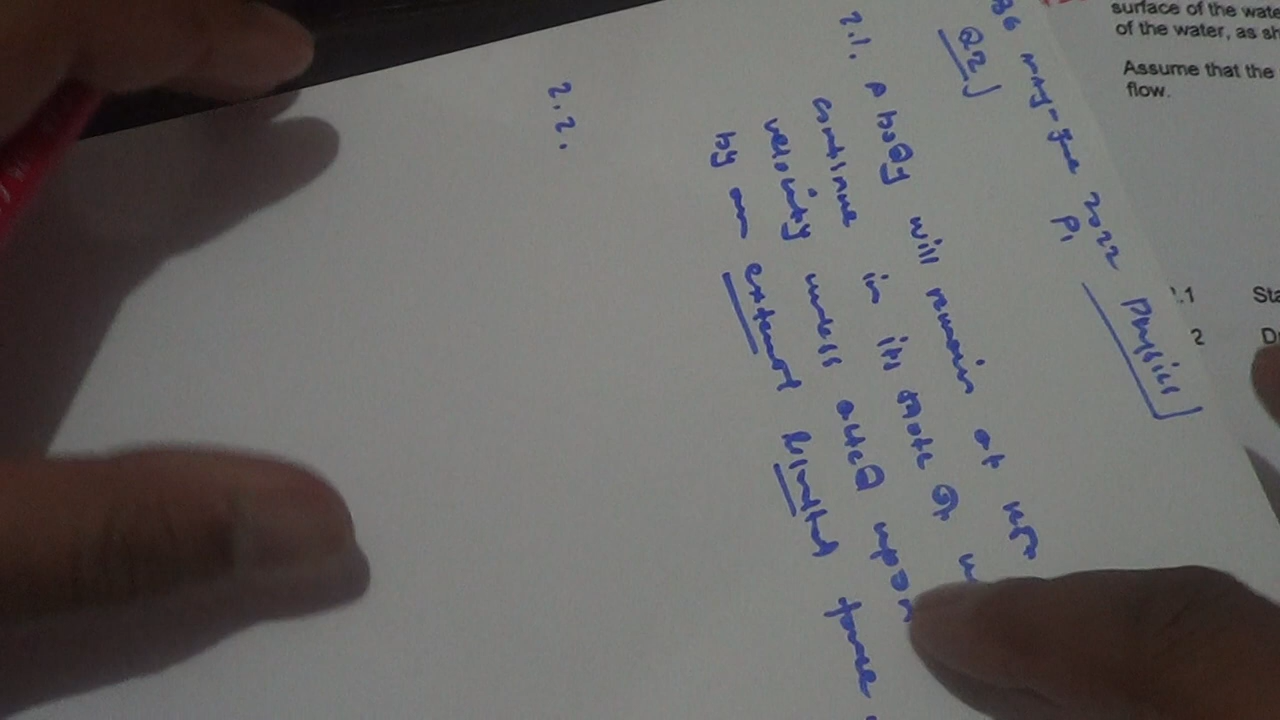 may-june 2022 Physics
P1
Q2
2.1. A body will remain at rest
continue in its state of
velocity unless acted upon
by an external force.
2.2.
surface of the wate
of the water, as sh
Assume that the
flow.
.1 Sta
2 D